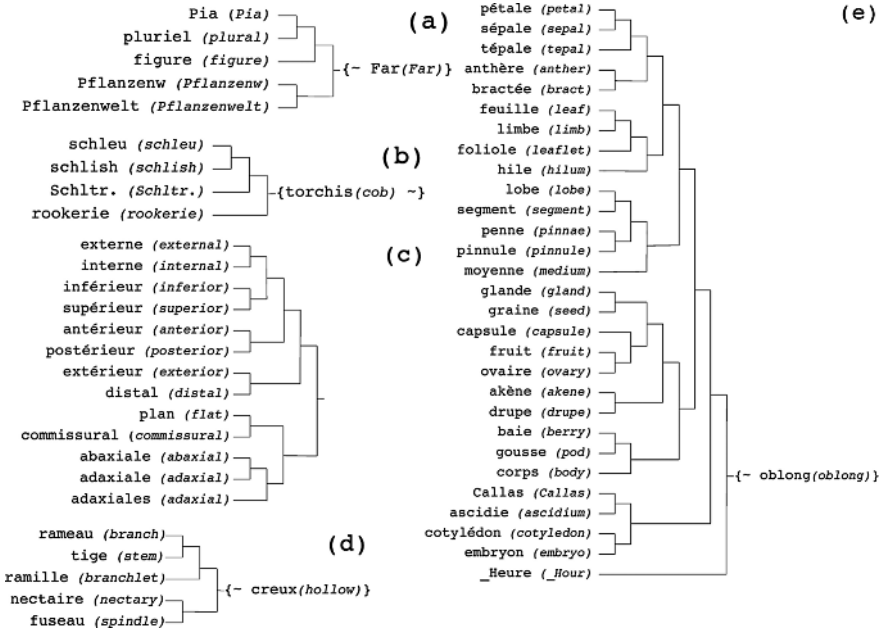 Pia (Pia)
pluriel (plural)
figure (figure)
Pflanzenw (Pflanzenw)
Pflanzenwelt (Pflanzenwelt)
{~ Far(Far)}
(a)
schleu (schleu)
schlish (schlish)
Schltr. (Schltr.)
rookerie (rookerie)
{torchis(cob) ~}
(b)
externe (external)
interne (internal)
inférieur (inferior)
supérieur (superior)
antérieur (anterior)
postérieur (posterior)
extérieur (exterior)
distal (distal)
plan (flat)
commissural (commissural)
abaxiale (abaxial)
adaxiale (adaxial)
adaxiales (adaxial)
(c)
rameau (branch)
tige (stem)
ramille (branchlet)
nectaire (nectary)
fuseau (spindle)
{~ creux(hollow)}
(d)
pétale (petal)
sépale (sepal)
tépale (tepal)
anthère (anther)
bractée (bract)
feuille (leaf)
limbe (limb)
foliole (leaflet)
hile (hilum)
lobe (lobe)
segment (segment)
penne (pinnae)
pinnule (pinnule)
moyenne (medium)
glande (gland)
graine (seed)
capsule (capsule)
fruit (fruit)
ovaire (ovary)
akène (akene)
drupe (drupe)
baie (berry)
gousse (pod)
corps (body)
Callas (Callas)
ascidie (ascidium)
cotylédon (cotyledon)
embryon (embryo)
_Heure (_Hour)
{~ oblong(oblong)}
(e)